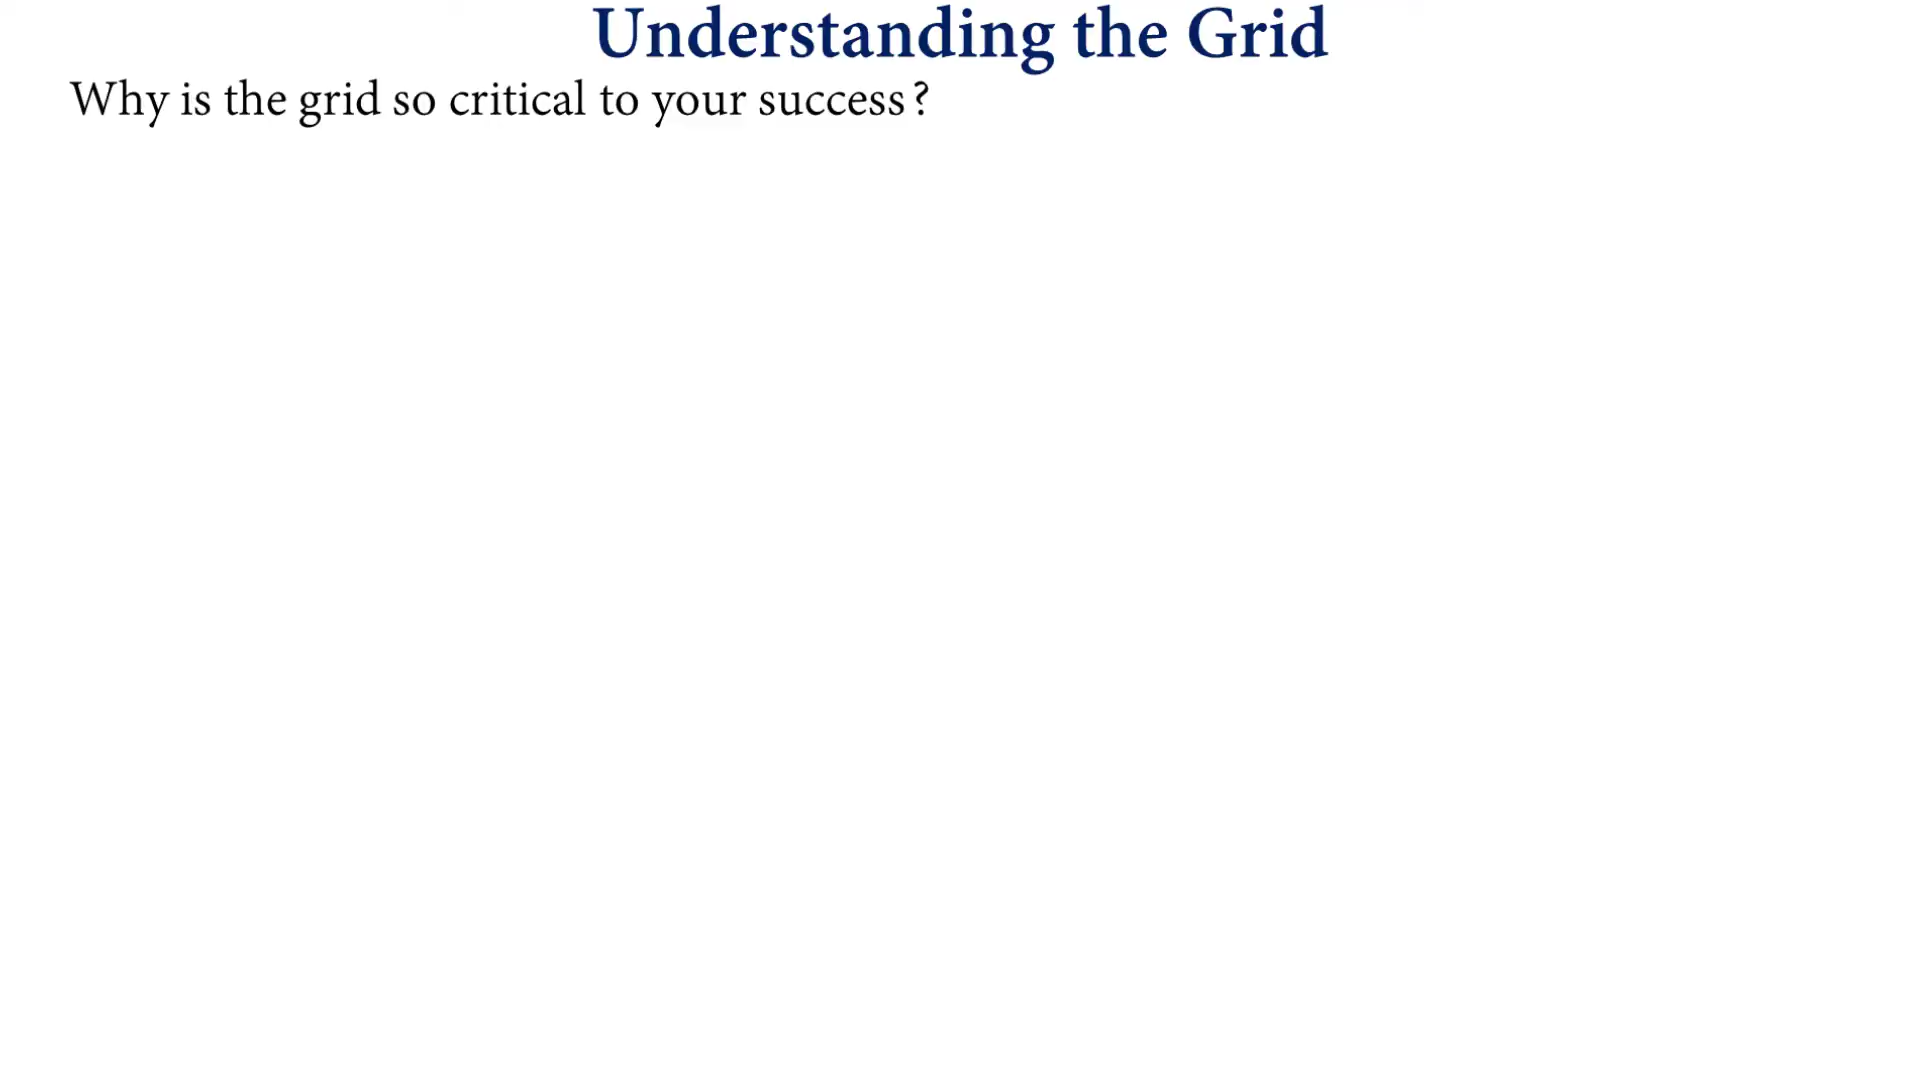 Understanding the Grid
Why is the grid so critical to your success?